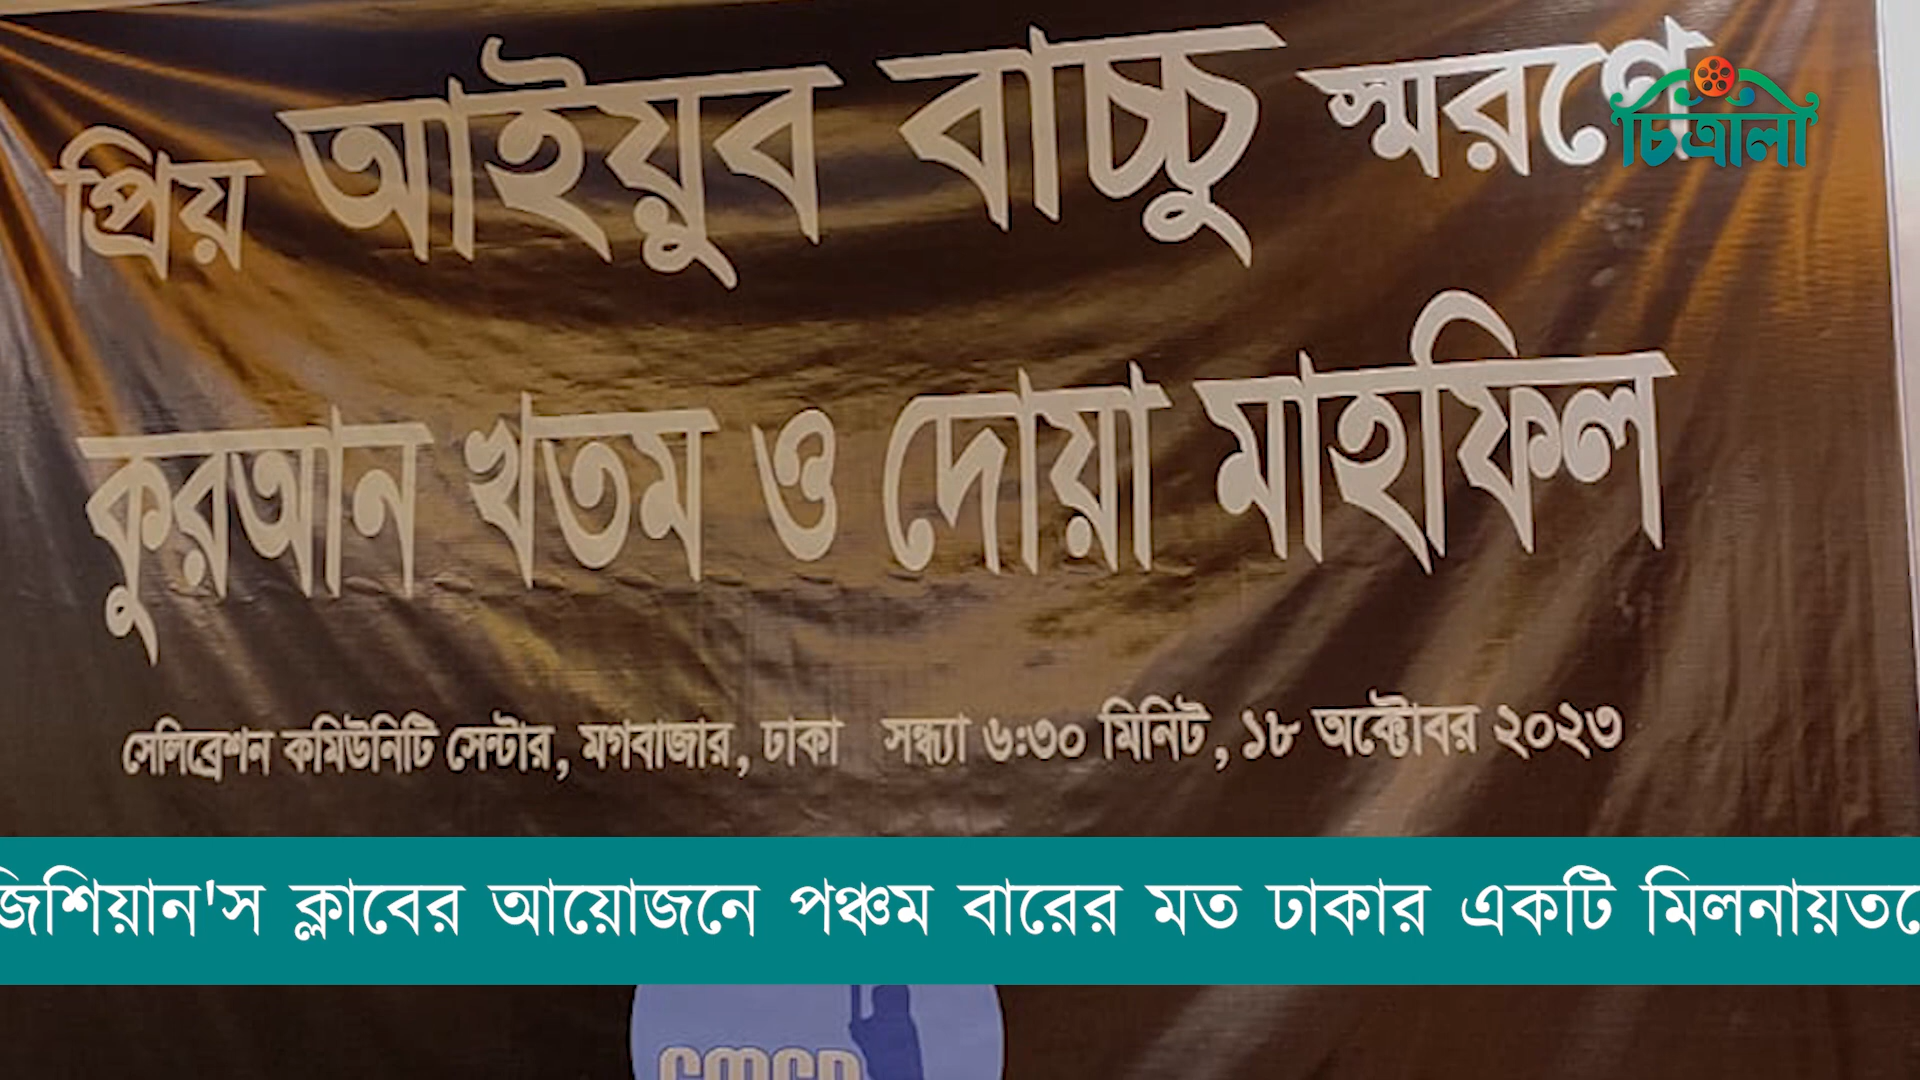 প্রিয় আইয়ুব বাচ্চু স্মরণে
চিত্রালী
কুরআন খতম ও দোয়া মাহফিল
সেলিব্রেশন কমিউনিটি সেন্টার, মগবাজার, ঢাকা সন্ধ্যা ৬:৩০ মিনিট, ১৮ অক্টোবর ২০২৩
জিশিয়ান'স ক্লাবের আয়োজনে পঞ্চম বারের মত ঢাকার একটি মিলনায়তনে